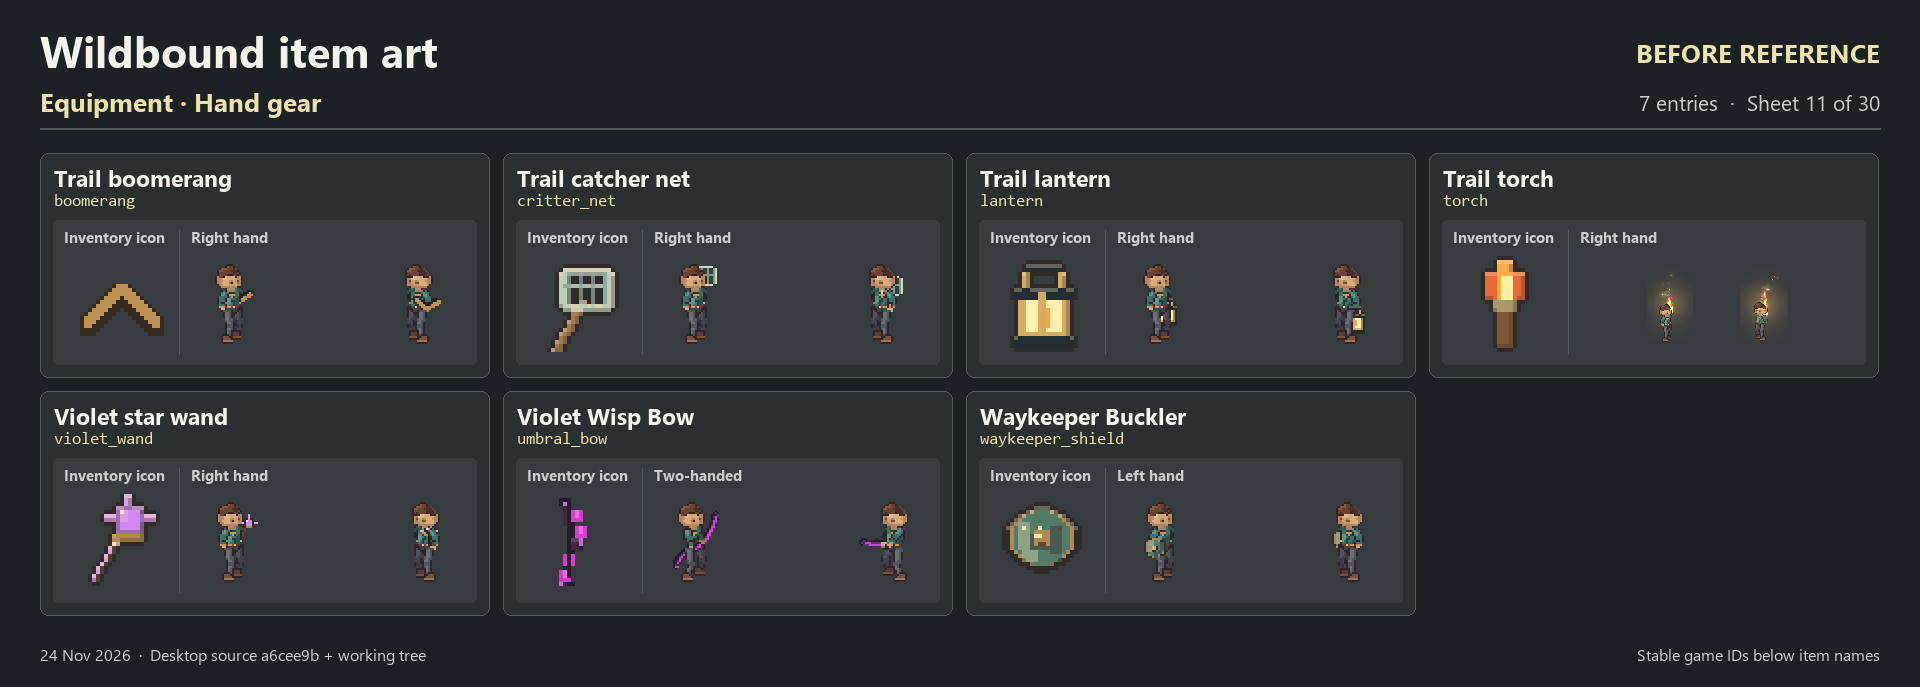 Wildbound item art
BEFORE REFERENCE
Equipment · Hand gear
7 entries · Sheet 11 of 30
Trail boomerang
boomerang
Inventory icon
Right hand
Trail catcher net
critter_net
Inventory icon
Right hand
Trail lantern
lantern
Inventory icon
Right hand
Trail torch
torch
Inventory icon
Right hand
Violet star wand
violet_wand
Inventory icon
Right hand
Violet Wisp Bow
umbral_bow
Inventory icon
Two-handed
Waykeeper Buckler
waykeeper_shield
Inventory icon
Left hand
24 Nov 2026 · Desktop source a6cee9b + working tree
Stable game IDs below item names